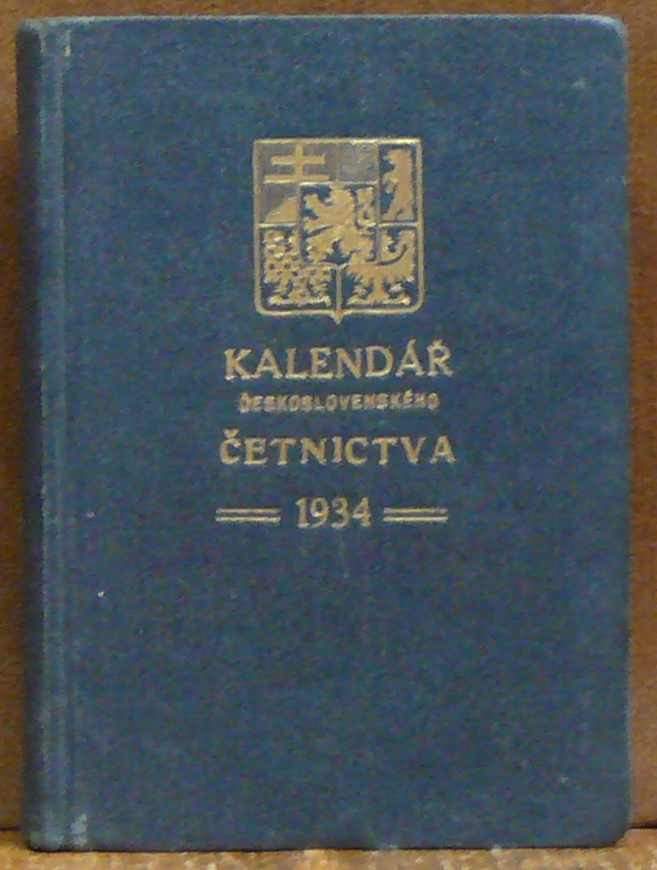 KALENDÁŘ
ČESKOSLOVENSKÉHO
ČETNICTVA
1934